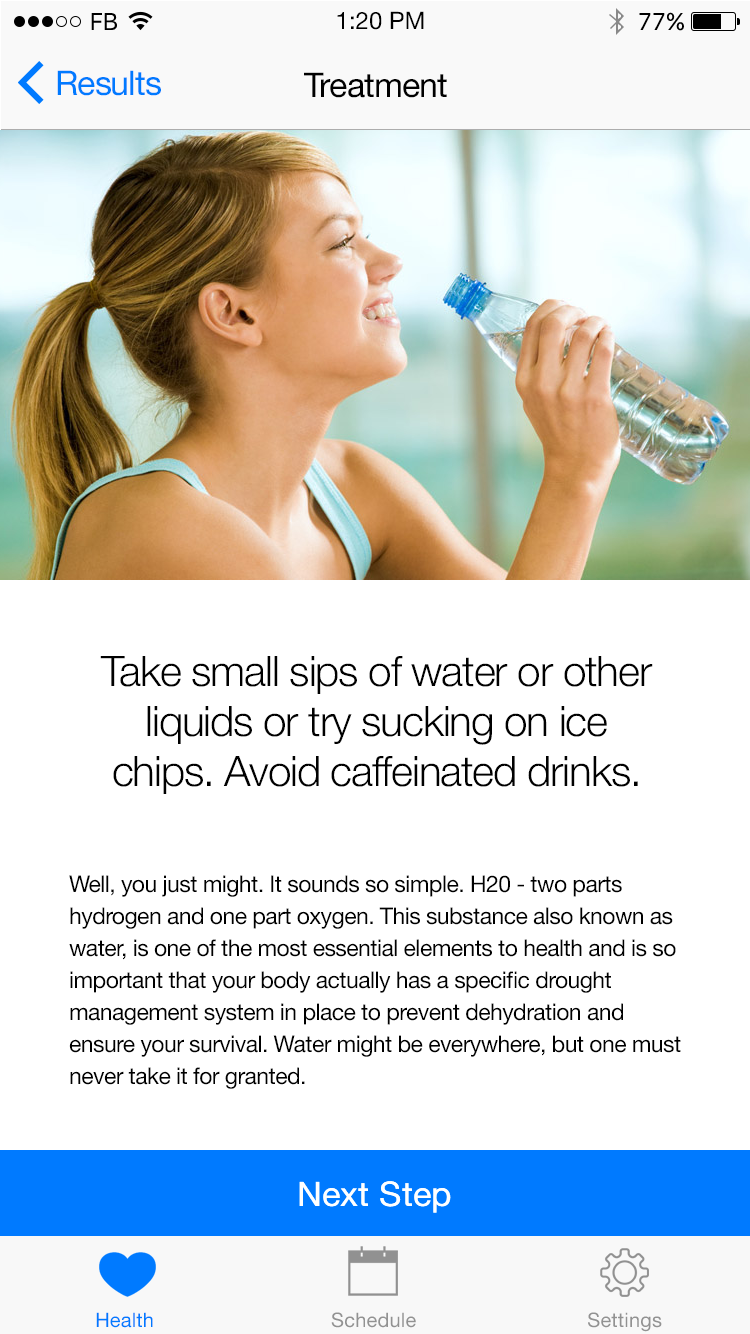 FB 1:20 PM 77%
Results Treatment
Take small sips of water or other
liquids or try sucking on ice
chips. Avoid caffeinated drinks.
Well, you just might. It sounds so simple. H20 - two parts
hydrogen and one part oxygen. This substance also known as
water, is one of the most essential elements to health and is so
important that your body actually has a specific drought
management system in place to prevent dehydration and
ensure your survival. Water might be everywhere, but one must
never take it for granted.
Next Step
Health Schedule Settings